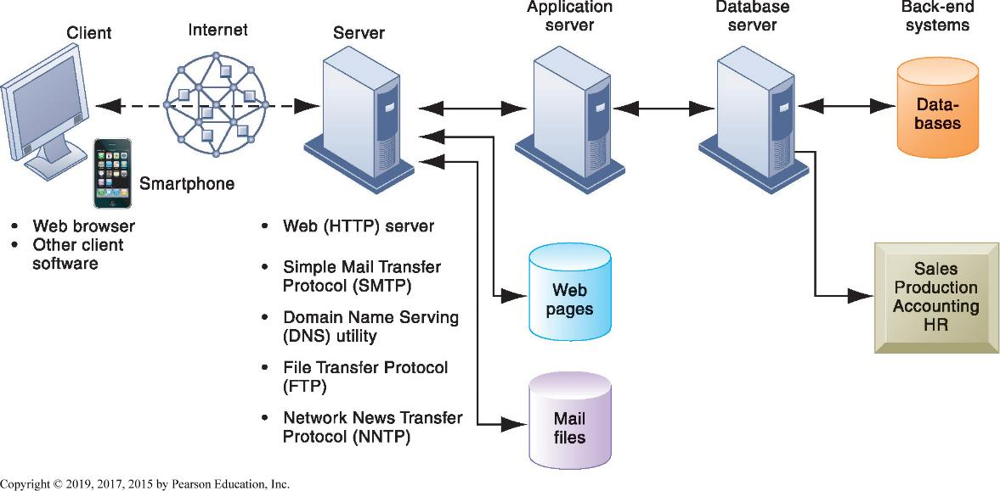 Client
Internet
Server
Application
server
Database
server
Back-end
systems
Data-
bases
Smartphone
• Web browser
• Other client
software
• Web (HTTP) server
• Simple Mail Transfer
Protocol (SMTP)
• Domain Name Serving
(DNS) utility
• File Transfer Protocol
(FTP)
• Network News Transfer
Protocol (NNTP)
Web
pages
Mail
files
Sales
Production
Accounting
HR
Copyright © 2019, 2017, 2015 by Pearson Education, Inc.